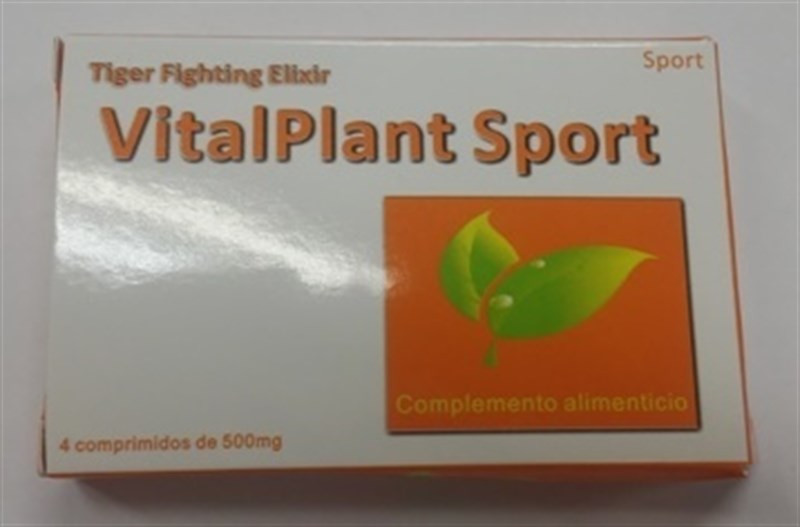 Sport
Tiger Fighting Elixir
VitalPlant Sport
Complemento alimenticio
4 comprimidos de 500mg